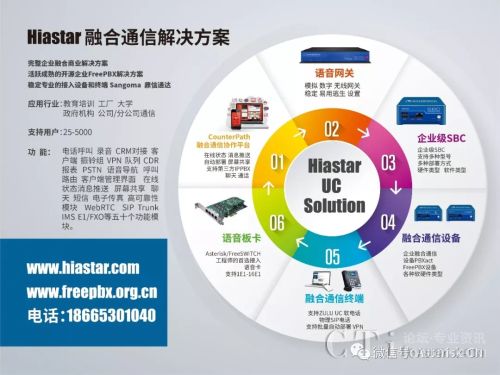 Hiastar 融合通信解决方案
完整企业融合商业解决方案
活跃成熟的开源企业FreePBX解决方案
稳定专业的接入设备和终端 Sangoma 鼎信通达
应用行业:教育培训 工厂 大学
政府机构 公司/分公司通信
支持用户:25-5000
功 能: 电话呼叫 录音 CRM对接 客
户端 振铃组 VPN 队列 CDR
报表 PSTN 语音导航 呼叫
路由 客户端管理界面 在线
状态消息推送 屏幕共享 聊
天 短信 电子传真 高可靠性
模块 WebRTC SIP Trunk
IMS E1/FXO等五十个功能模
块。
www.hiastar.com
www.freepbx.org.cn
电话:18665301040
语音网关
模拟 数字 无线网关
稳定 易用逃生 设置
企业级SBC
企业级SBC
支持多种型号
多种部署方式
硬件类型 软件类型
融合通信设备
企业融合通信
设备PBXact
FreePBX设备
各种软硬件类型
融合通信终端
支持ZULU UC 软电话
物理SIP电话
支持批量自动部署 VPN
语音板卡
Asterisk/FreeSWITCH
工程师的首选接入
语音卡
支持1E1-16E1
CounterPath
融合通信协作平台
在线状态 消息推送
自动部署 屏幕共享
支持第三方IPPBX
聊天 通过
01
02
03
04
05
06
Hiastar
UC
Solution
CTi 论坛·专业资讯
微信号:Asterisk-CN